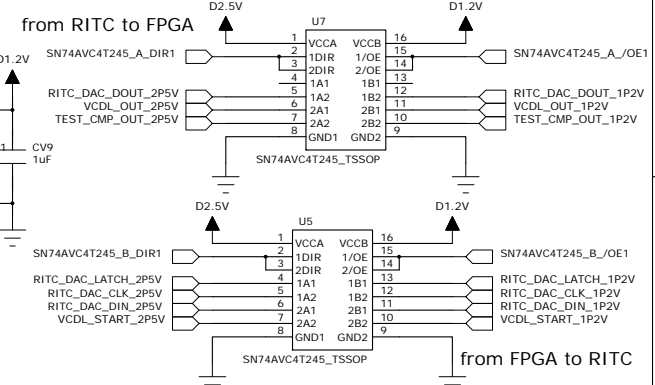 D2.5V
D1.2V
from RITC to FPGA
U7
D1.2V
1 VCCA VCCB 16
SN74AVC4T245_A_DIR1 2 1DIR 1/OE 15 SN74AVC4T245_A_/OE1
3 2DIR 2/OE 14
4 1A1 1B1 13
RITC_DAC_DOUT_2P5V 5 1A2 1B2 12 RITC_DAC_DOUT_1P2V
VCDL_OUT_2P5V 6 2A1 2B1 11 VCDL_OUT_1P2V
TEST_CMP_OUT_2P5V 7 2A2 2B2 10 TEST_CMP_OUT_1P2V
8 GND1 GND2 9
1 CV9
1uF
SN74AVC4T245_TSSOP
D2.5V
D1.2V
U5
1 VCCA VCCB 16
SN74AVC4T245_B_DIR1 2 1DIR 1/OE 15 SN74AVC4T245_B_/OE1
3 2DIR 2/OE 14
RITC_DAC_LATCH_2P5V 4 1A1 1B1 13 RITC_DAC_LATCH_1P2V
RITC_DAC_CLK_2P5V 5 1A2 1B2 12 RITC_DAC_CLK_1P2V
RITC_DAC_DIN_2P5V 6 2A1 2B1 11 RITC_DAC_DIN_1P2V
VCDL_START_2P5V 7 2A2 2B2 10 VCDL_START_1P2V
8 GND1 GND2 9
SN74AVC4T245_TSSOP
from FPGA to RITC